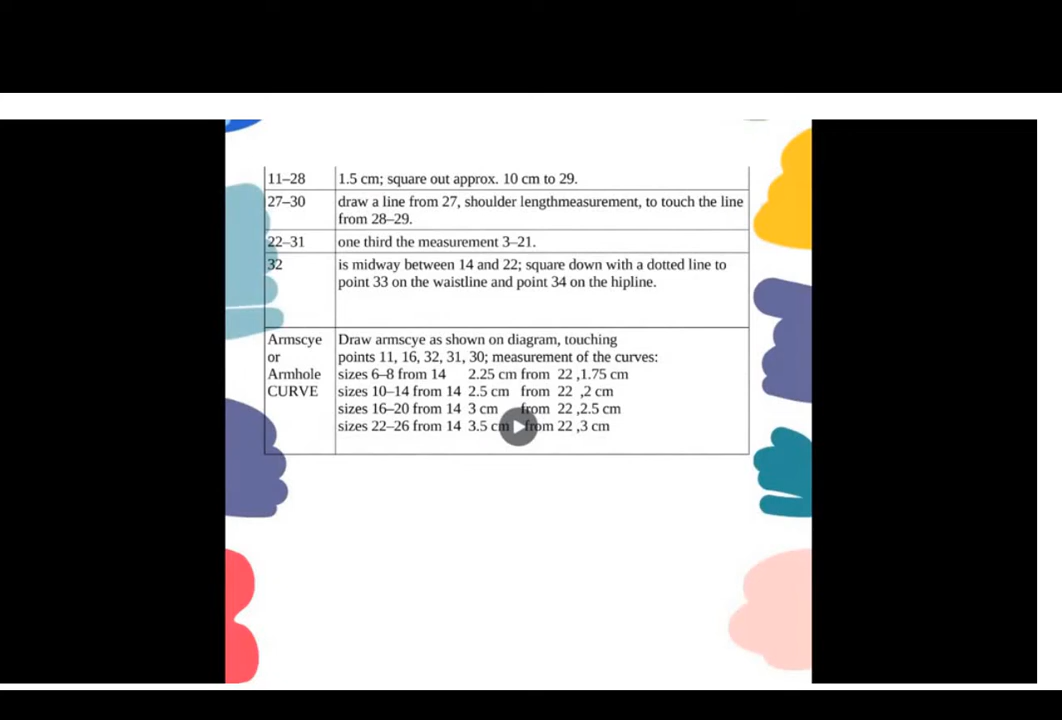 11–28 1.5 cm; square out approx. 10 cm to 29.
27–30 draw a line from 27, shoulder lengthmeasurement, to touch the line
from 28–29.
22–31 one third the measurement 3–21.
32 is midway between 14 and 22; square down with a dotted line to
point 33 on the waistline and point 34 on the hipline.
Armscye Draw armscye as shown on diagram, touching
or points 11, 16, 32, 31, 30; measurement of the curves:
Armhole sizes 6–8 from 14 2.25 cm from 22 ,1.75 cm
CURVE sizes 10–14 from 14 2.5 cm from 22 ,2 cm
sizes 16–20 from 14 3 cm from 22 ,2.5 cm
sizes 22–26 from 14 3.5 cm from 22 ,3 cm